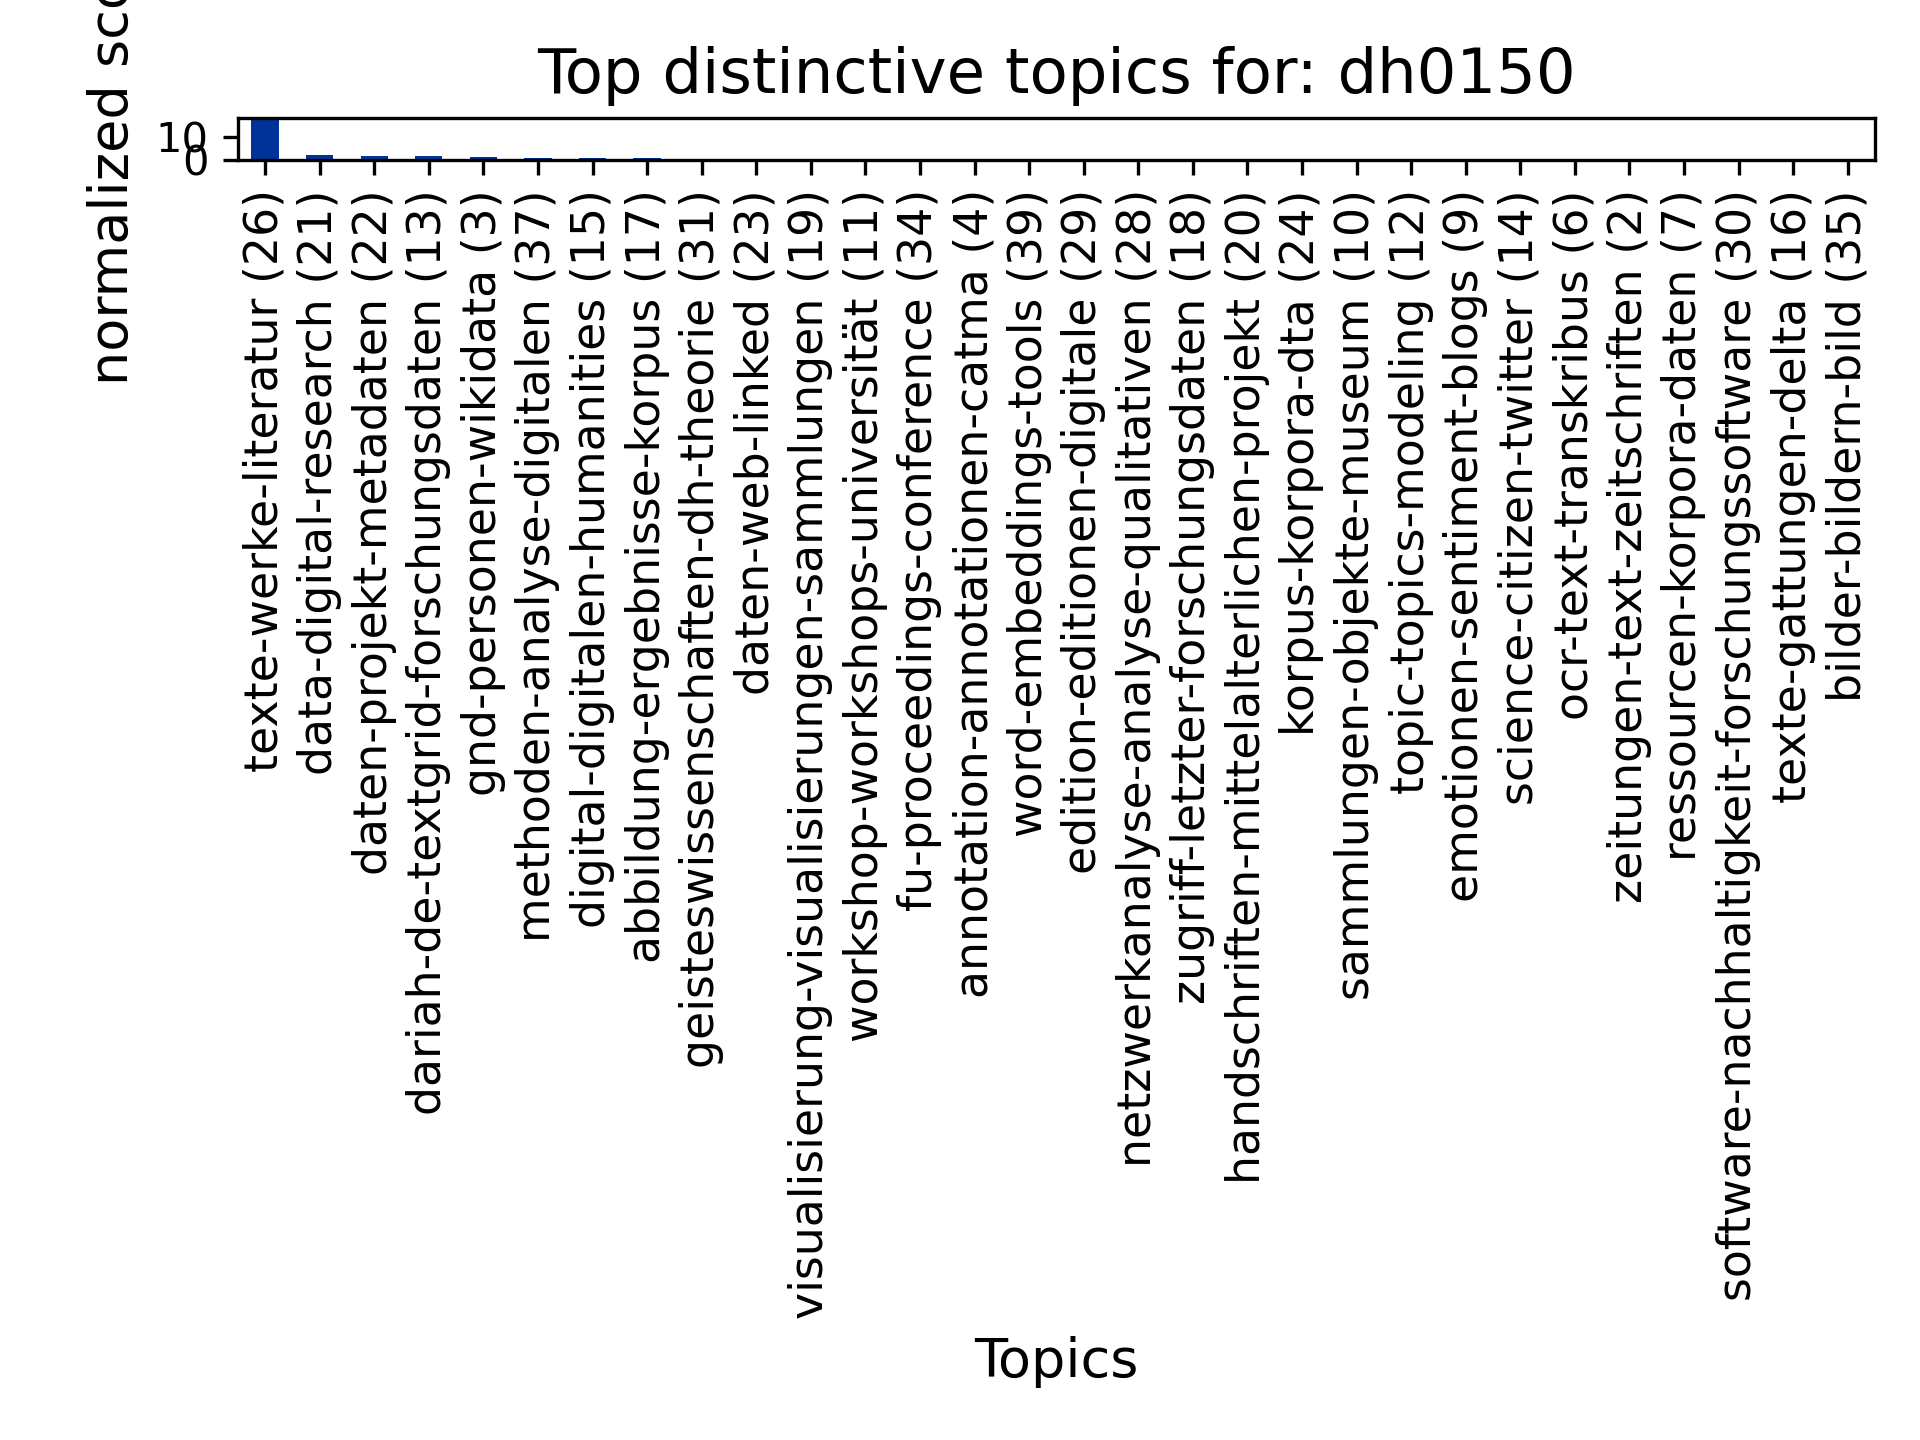 Top distinctive topics for: dh0150
normalized
10
0
texte-werke-literatur (26)
data-digital-research (21)
daten-projekt-metadaten (22)
dariah-de-textgrid-forschungsdaten (13)
gnd-personen-wikidata (3)
methoden-analyse-digitalen (37)
digital-digitalen-humanities (15)
abbildung-ergebnisse-korpus (17)
geisteswissenschaften-dh-theorie (31)
daten-web-linked (23)
visualisierung-visualisierungen-sammlungen (19)
workshop-workshops-universität (11)
fu-proceedings-conference (34)
annotation-annotationen-catma (4)
word-embeddings-tools (39)
edition-editionen-digitale (29)
netzwerkanalyse-analyse-qualitativen (28)
zugriff-letzter-forschungsdaten (18)
handschriften-mittelalterlichen-projekt (20)
korpus-korpora-dta (24)
sammlungen-objekte-museum (10)
topic-topics-modeling (12)
emotionen-sentiment-blogs (9)
science-citizen-twitter (14)
ocr-text-transkribus (6)
zeitungen-text-zeitschriften (2)
ressourcen-korpora-daten (7)
software-nachhaltigkeit-forschungssoftware (30)
texte-gattungen-delta (16)
bilder-bildern-bild (35)
Topics